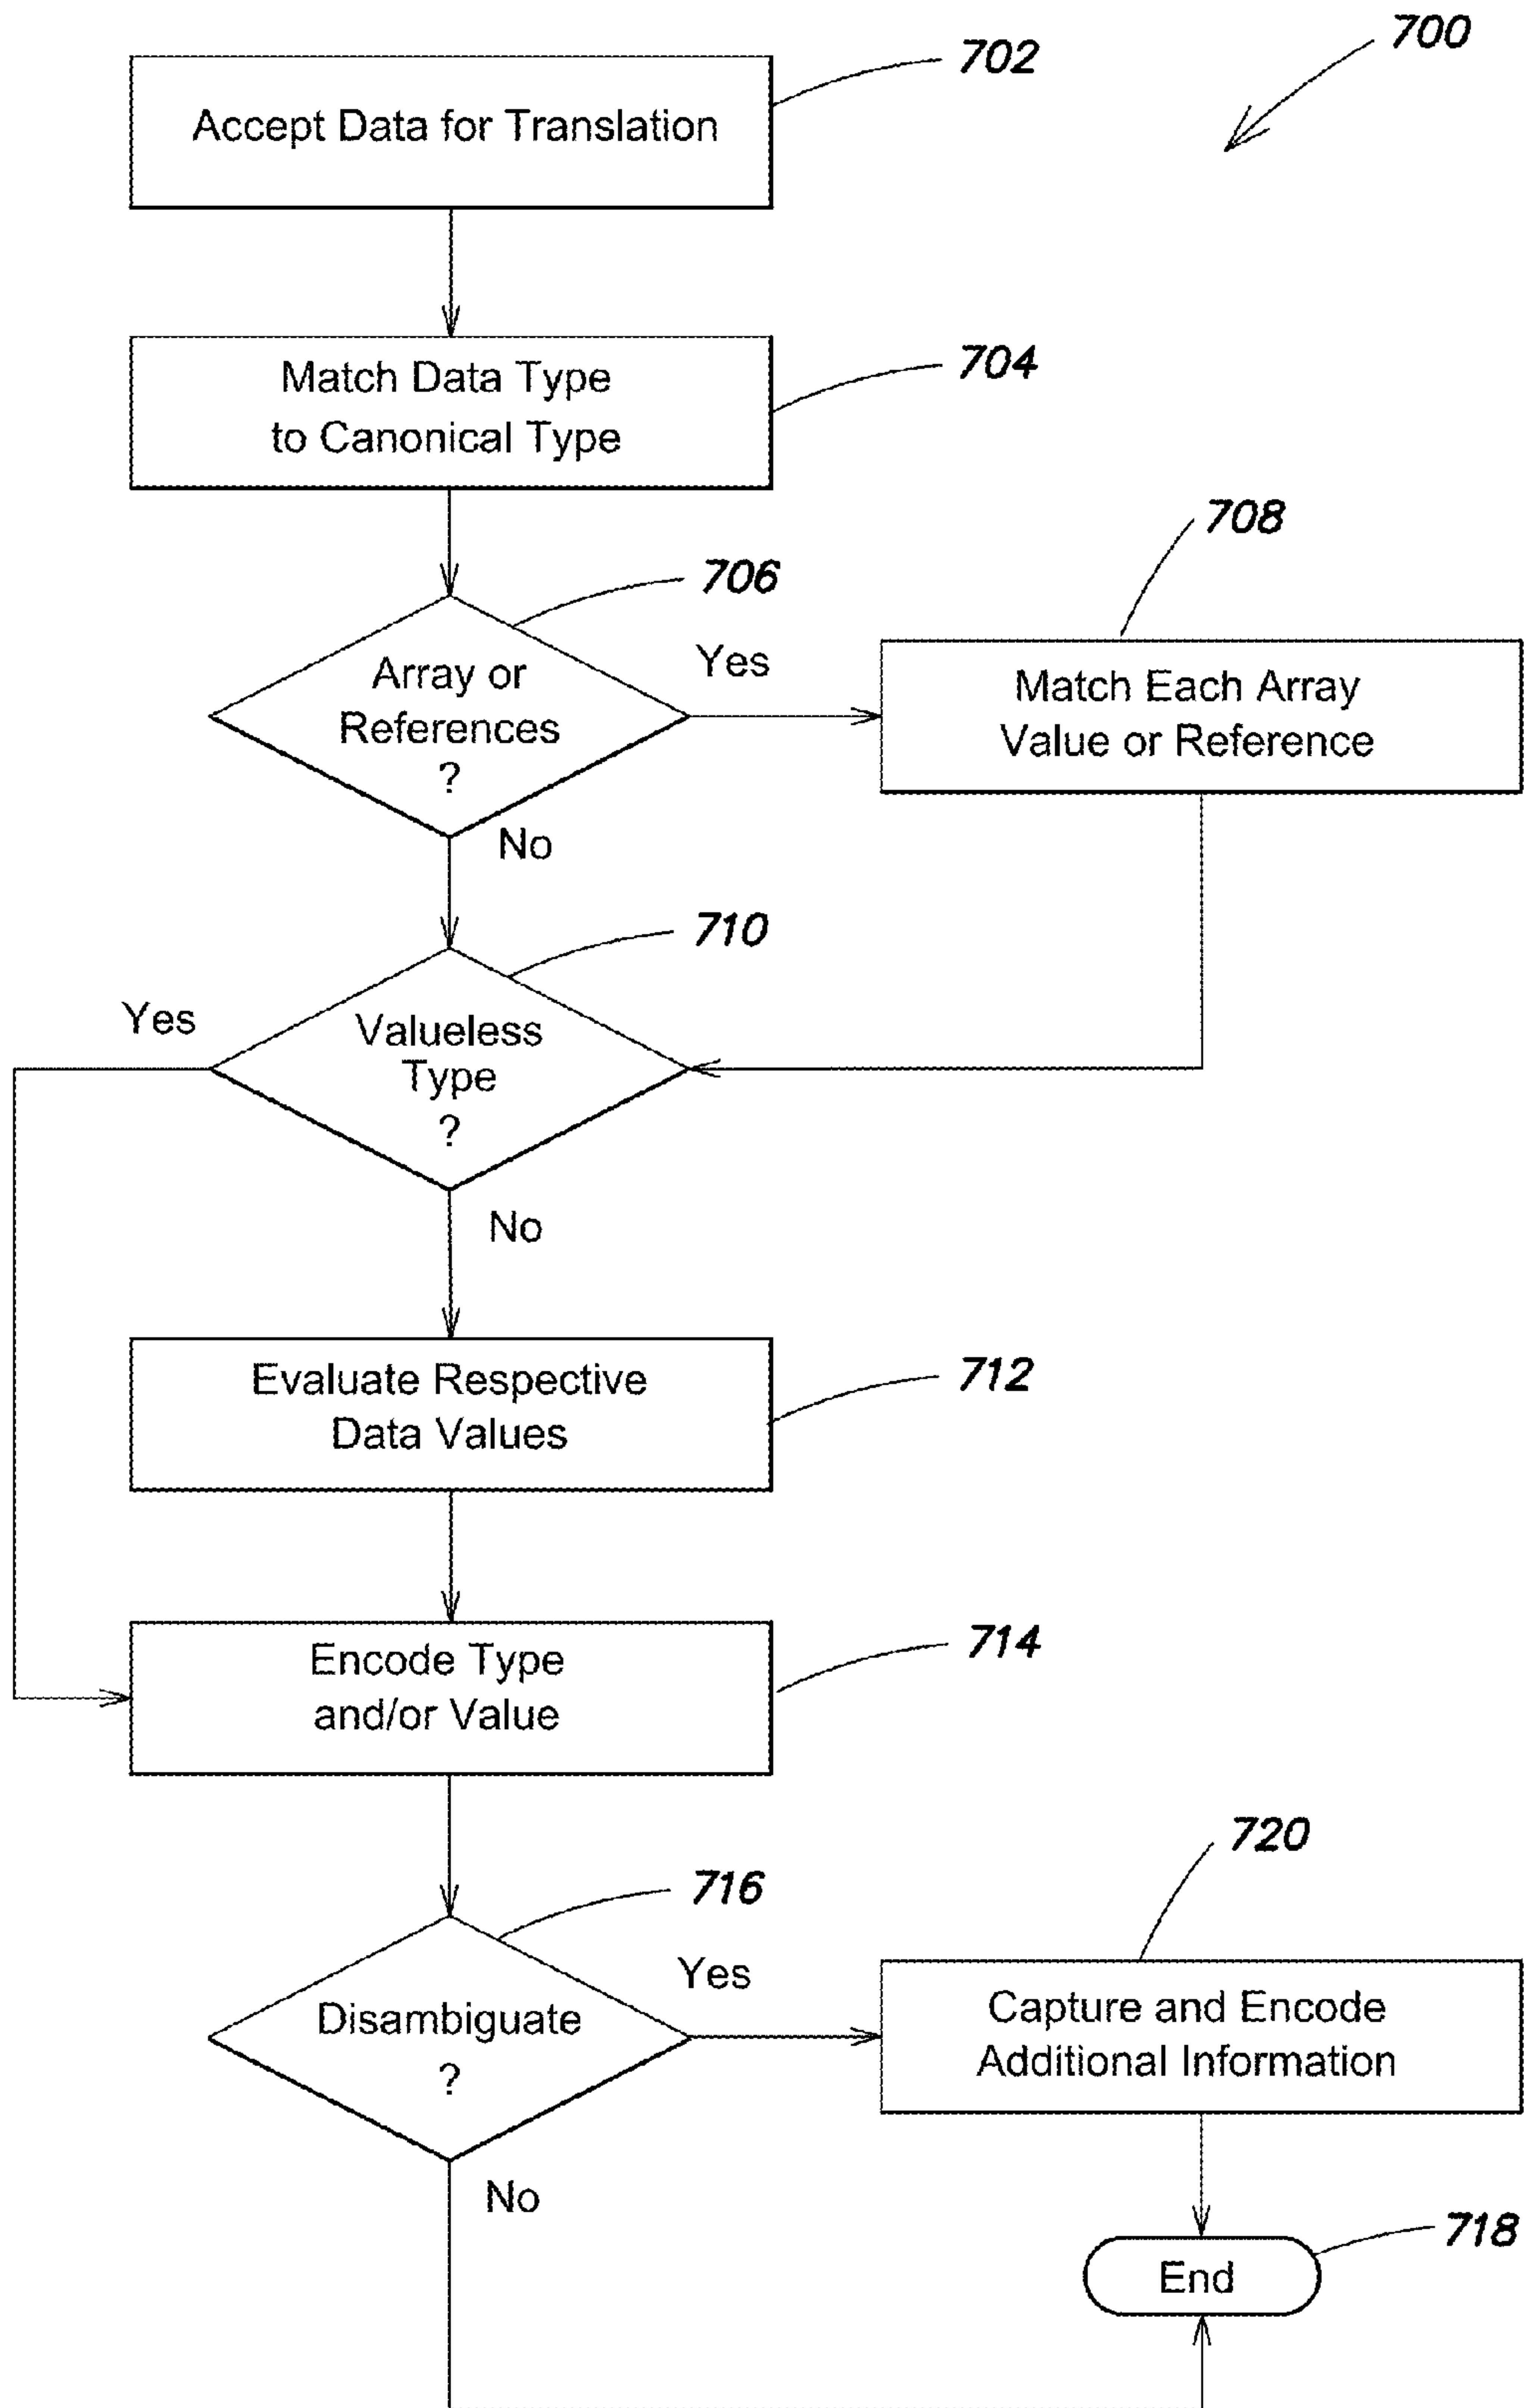 700
702
Accept Data for Translation
704
Match Data Type
to Canonical Type
706
Array or
References
?
Yes
No
708
Match Each Array
Value or Reference
710
Valueless
Type
?
Yes
No
712
Evaluate Respective
Data Values
714
Encode Type
and/or Value
716
Disambiguate
?
Yes
No
720
Capture and Encode
Additional Information
718
End